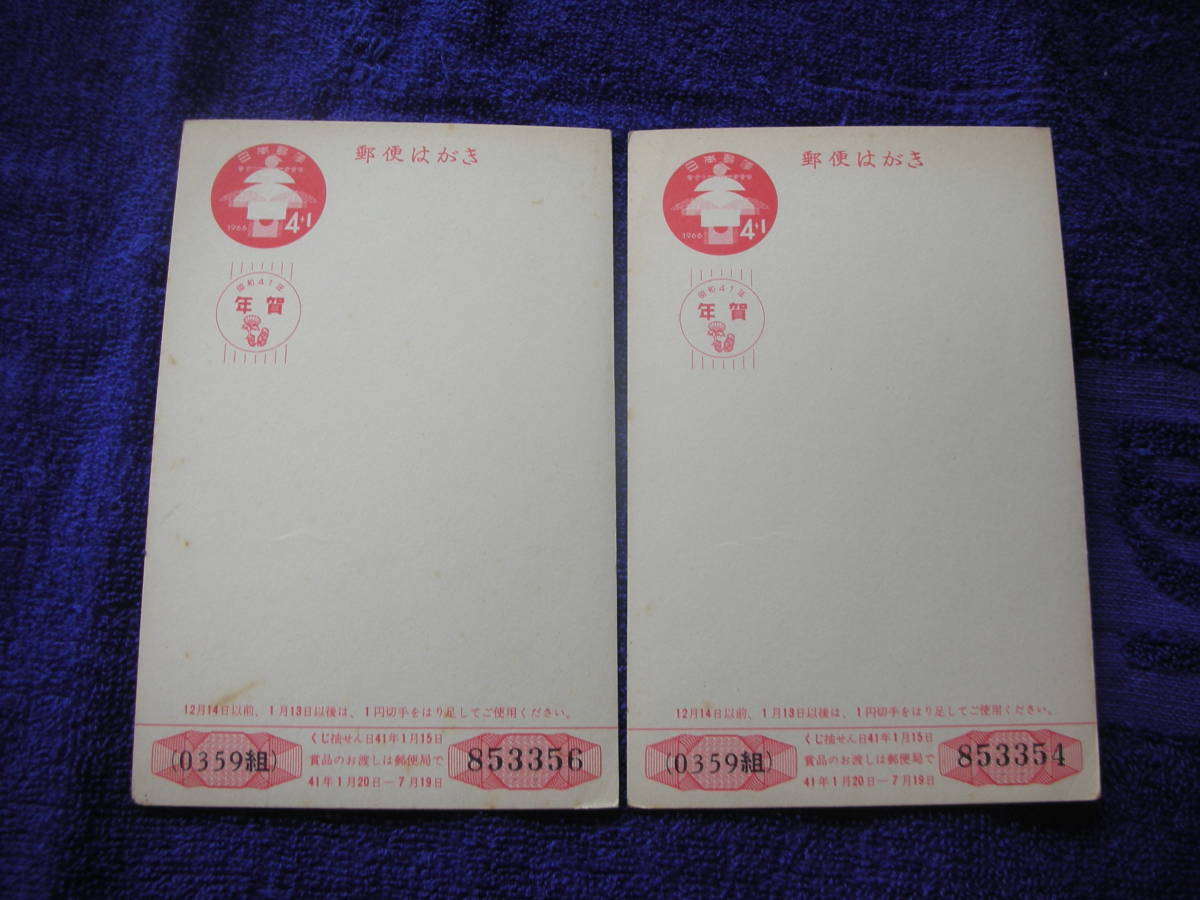 郵便はがき
日本郵便
1966 4+1
昭和41年
年賀
12月14日以前、1月13日以後は、1円切手をはり足してご使用ください。
(0359組)
くじ抽せん日41年1月15日
賞品のお渡しは郵便局で
41年1月20日—7月19日
853356
郵便はがき
日本郵便
1966 4+1
昭和41年
年賀
12月14日以前、1月13日以後は、1円切手をはり足してご使用ください。
(0359組)
くじ抽せん日41年1月15日
賞品のお渡しは郵便局で
41年1月20日—7月19日
853354